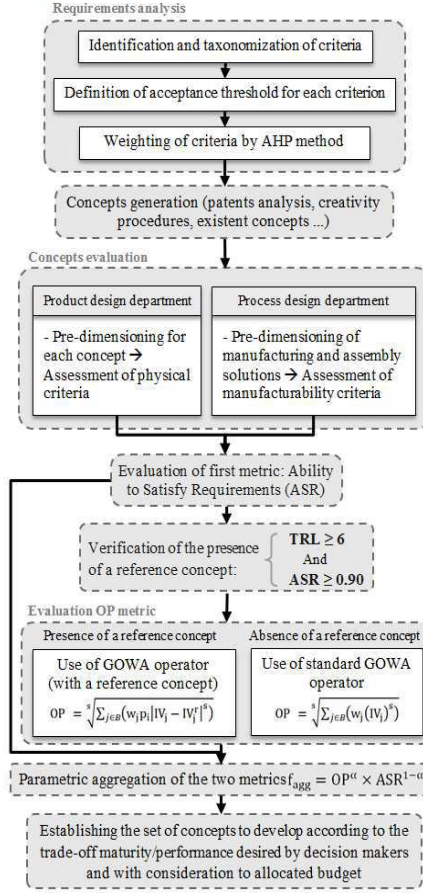 Requirements analysis
Identification and taxonomization of criteria
Definition of acceptance threshold for each criterion
Weighting of criteria by AHP method
Concepts generation (patents analysis, creativity
procedures, existent concepts ...)
Concepts evaluation
Product design department
- Pre-dimensioning for
each concept →
Assessment of physical
criteria
Process design department
- Pre-dimensioning of
manufacturing and assembly
solutions → Assessment of
manufacturability criteria
Evaluation of first metric: Ability
to Satisfy Requirements (ASR)
Verification of the presence
of a reference concept:
TRL ≥ 6
And
ASR ≥ 0.90
Evaluation OP metric
Presence of a reference concept
Use of GOWA operator
(with a reference concept)
OP = ˢ√∑ⱼ∈B(wⱼpᵢ|IVⱼ − IVⱼʳ|ˢ)
Absence of a reference concept
Use of standard GOWA
operator
OP = ˢ√∑ⱼ∈B(wⱼ(IVⱼ)ˢ)
Parametric aggregation of the two metrics f_agg = OP^α × ASR^1−α
Establishing the set of concepts to develop according to the
trade-off maturity/performance desired by decision makers
and with consideration to allocated budget